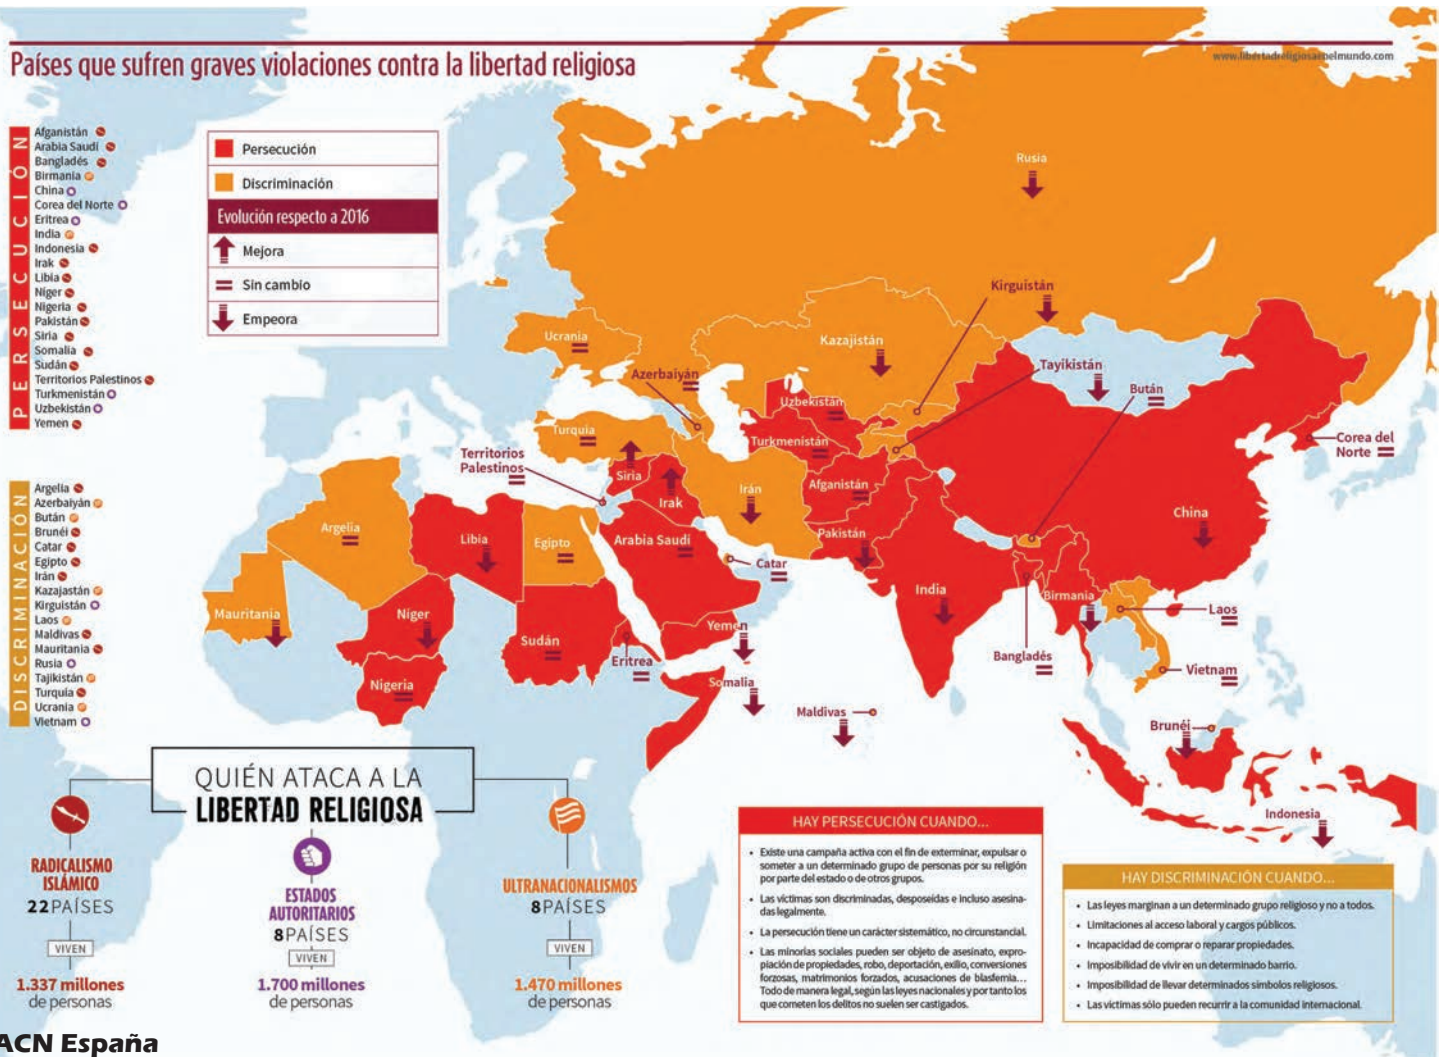 Países que sufren graves violaciones contra la libertad religiosa
www.libertadreligiosaenelmundo.com
PERSECUCIÓN
Afganistán
Arabia Saudí
Bangladés
Birmania
China
Corea del Norte
Eritrea
India
Indonesia
Irak
Libia
Níger
Nigeria
Pakistán
Siria
Somalia
Sudán
Territorios Palestinos
Turkmenistán
Uzbekistán
Yemen
DISCRIMINACIÓN
Argelia
Azerbaiyán
Bután
Brunéi
Catar
Egipto
Irán
Kazajastán
Kirguistán
Laos
Maldivas
Mauritania
Rusia
Tajikistán
Turquía
Ucrania
Vietnam
Persecución
Discriminación
Evolución respecto a 2016
Mejora
Sin cambio
Empeora
Rusia
Kirguistán
Ucrania
Kazajistán
Azerbaiyán
Tayikistán
Bután
Uzbekistán
Turquía
Turkmenistán
Corea del
Norte
Territorios
Palestinos
Siria
Irak
Irán
Afganistán
China
Argelia
Libia
Egipto
Arabia Saudí
Pakistán
Catar
India
Birmania
Laos
Mauritania
Níger
Sudán
Yemen
Eritrea
Bangladés
Vietnam
Nigeria
Somalia
Maldivas
Brunéi
Indonesia
QUIÉN ATACA A LA
LIBERTAD RELIGIOSA
RADICALISMO
ISLÁMICO
22 PAÍSES
VIVEN
1.337 millones
de personas
ESTADOS
AUTORITARIOS
8 PAÍSES
VIVEN
1.700 millones
de personas
ULTRANACIONALISMOS
8 PAÍSES
VIVEN
1.470 millones
de personas
HAY PERSECUCIÓN CUANDO...
• Existe una campaña activa con el fin de exterminar, expulsar o
someter a un determinado grupo de personas por su religión
por parte del estado o de otros grupos.
• Las víctimas son discriminadas, desposeídas e incluso asesina-
das legalmente.
• La persecución tiene un carácter sistemático, no circunstancial.
• Las minorías sociales pueden ser objeto de asesinato, expro-
piación de propiedades, robo, deportación, exilio, conversiones
forzosas, matrimonios forzados, acusaciones de blasfemia...
Todo de manera legal, según las leyes nacionales y por tanto los
que cometen los delitos no suelen ser castigados.
HAY DISCRIMINACIÓN CUANDO...
• Las leyes marginan a un determinado grupo religioso y no a todos.
• Limitaciones al acceso laboral y cargos públicos.
• Incapacidad de comprar o reparar propiedades.
• Imposibilidad de vivir en un determinado barrio.
• Imposibilidad de llevar determinados símbolos religiosos.
• Las víctimas sólo pueden recurrir a la comunidad internacional.
ACN España